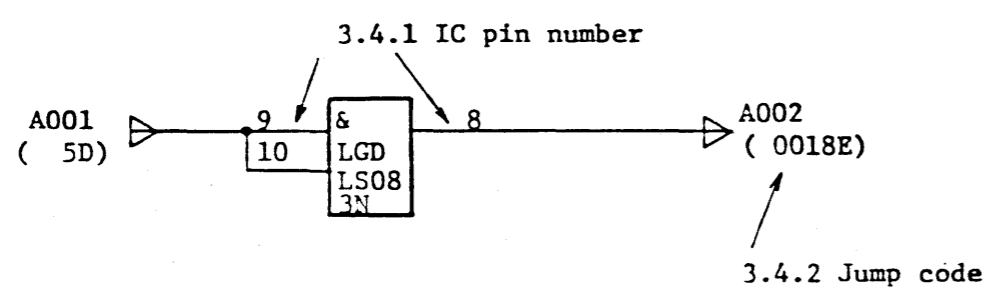 3.4.1 IC pin number
A001
( 5D)
9
10
&
LGD
LS08
3N
8
A002
( 0018E)
3.4.2 Jump code